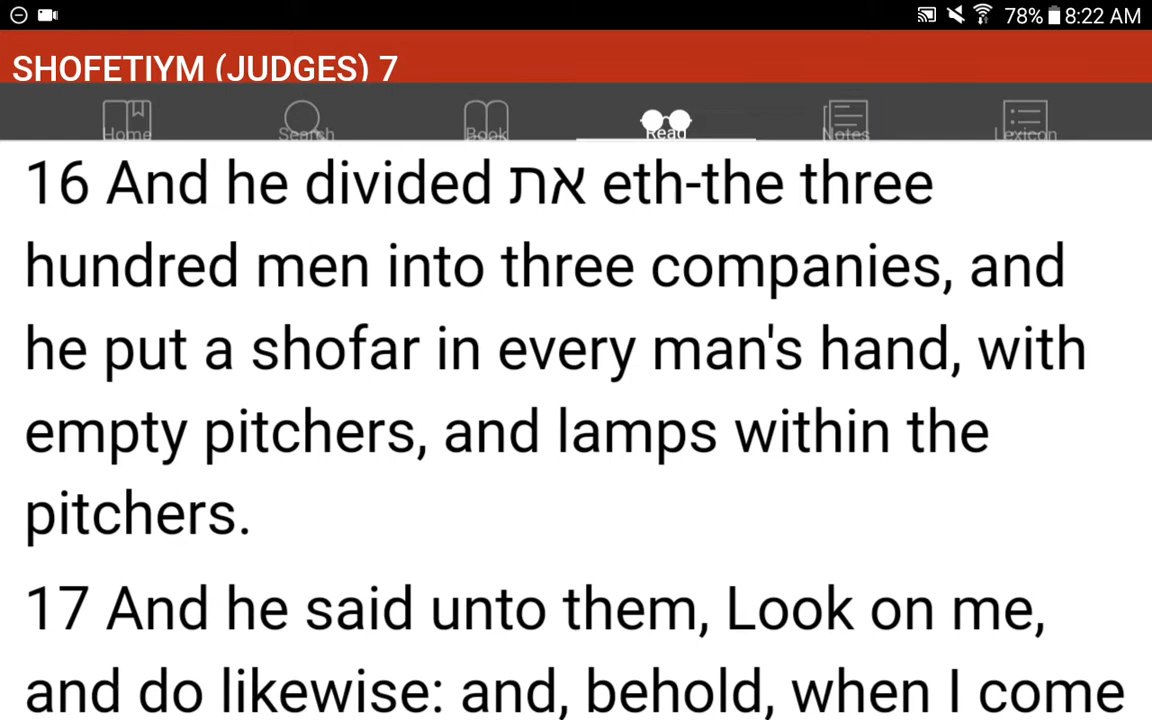 78% 8:22 AM
SHOFETIYM (JUDGES) 7
Home Search Book Read Notes Lexicon
16 And he divided את eth-the three
hundred men into three companies, and
he put a shofar in every man's hand, with
empty pitchers, and lamps within the
pitchers.
17 And he said unto them, Look on me,
and do likewise: and, behold, when I come